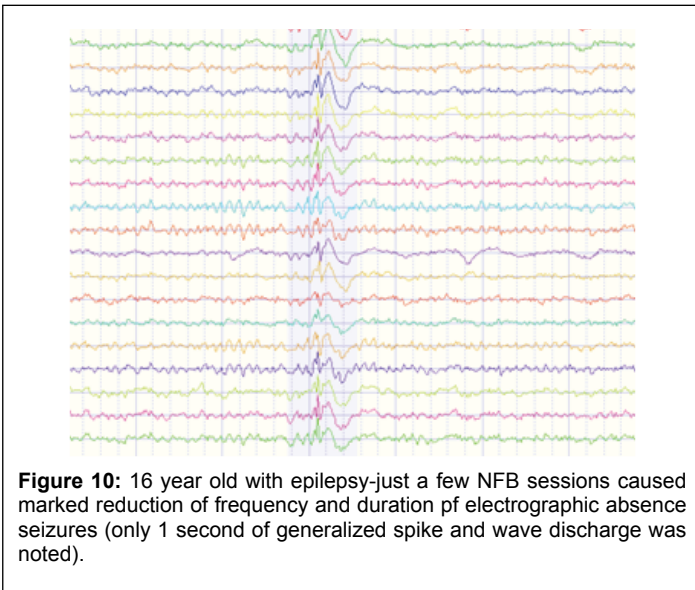 Figure 10: 16 year old with epilepsy-just a few NFB sessions caused
marked reduction of frequency and duration pf electrographic absence
seizures (only 1 second of generalized spike and wave discharge was
noted).